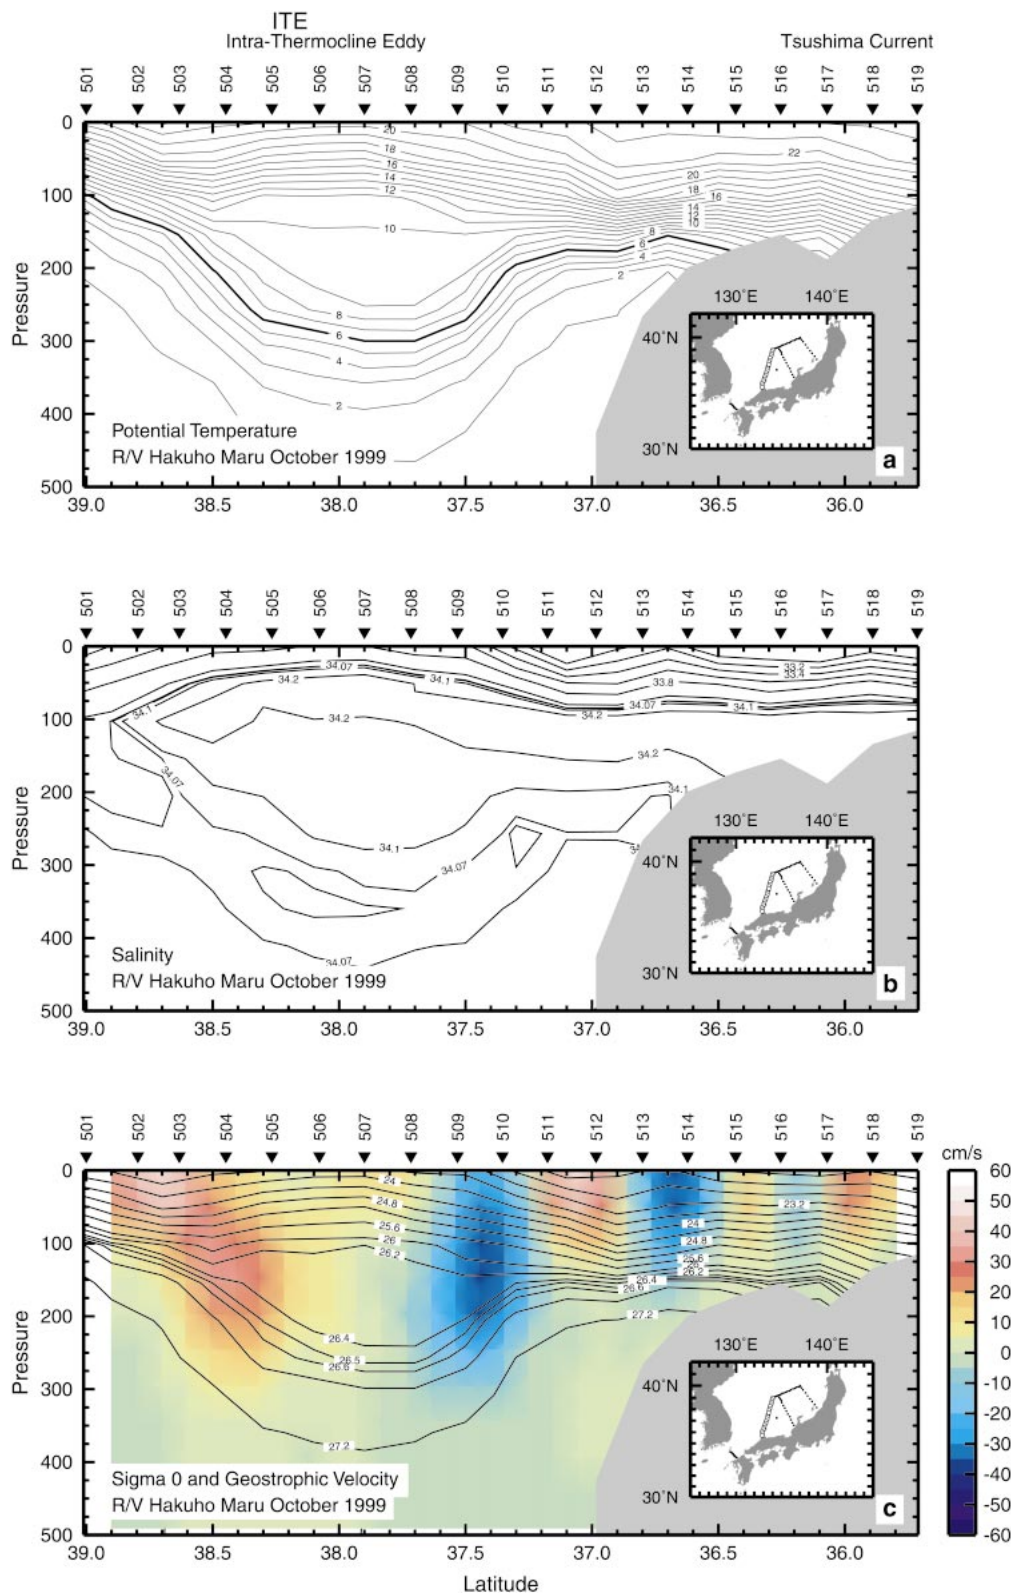 ITE
Intra-Thermocline Eddy Tsushima Current
501 502 503 504 505 506 507 508 509 510 511 512 513 514 515 516 517 518 519
0
100
200
300
400
500
Pressure
20
18
16
14
12
10
8
6
4
2
22
20
18
16
14
12
10
8
6
4
2
130°E 140°E
40°N
30°N
Potential Temperature
R/V Hakuho Maru October 1999
a
39.0 38.5 38.0 37.5 37.0 36.5 36.0
501 502 503 504 505 506 507 508 509 510 511 512 513 514 515 516 517 518 519
0
100
200
300
400
500
Pressure
34.07
34.2
34.1
34.1
34.2
34.07
34.1
34.07
34.07
33.2
33.4
33.8
34.07
34.1
34.2
34.2
34.1
130°E 140°E
40°N
30°N
Salinity
R/V Hakuho Maru October 1999
b
39.0 38.5 38.0 37.5 37.0 36.5 36.0
501 502 503 504 505 506 507 508 509 510 511 512 513 514 515 516 517 518 519
cm/s
0
100
200
300
400
500
Pressure
24
24.8
25.6
26
26.2
26.4
26.5
26.6
27.2
23.2
24
24.8
25.6
26
26.2
26.4
26.6
27.2
130°E 140°E
40°N
30°N
60
50
40
30
20
10
0
-10
-20
-30
-40
-50
-60
Sigma 0 and Geostrophic Velocity
R/V Hakuho Maru October 1999
c
39.0 38.5 38.0 37.5 37.0 36.5 36.0
Latitude